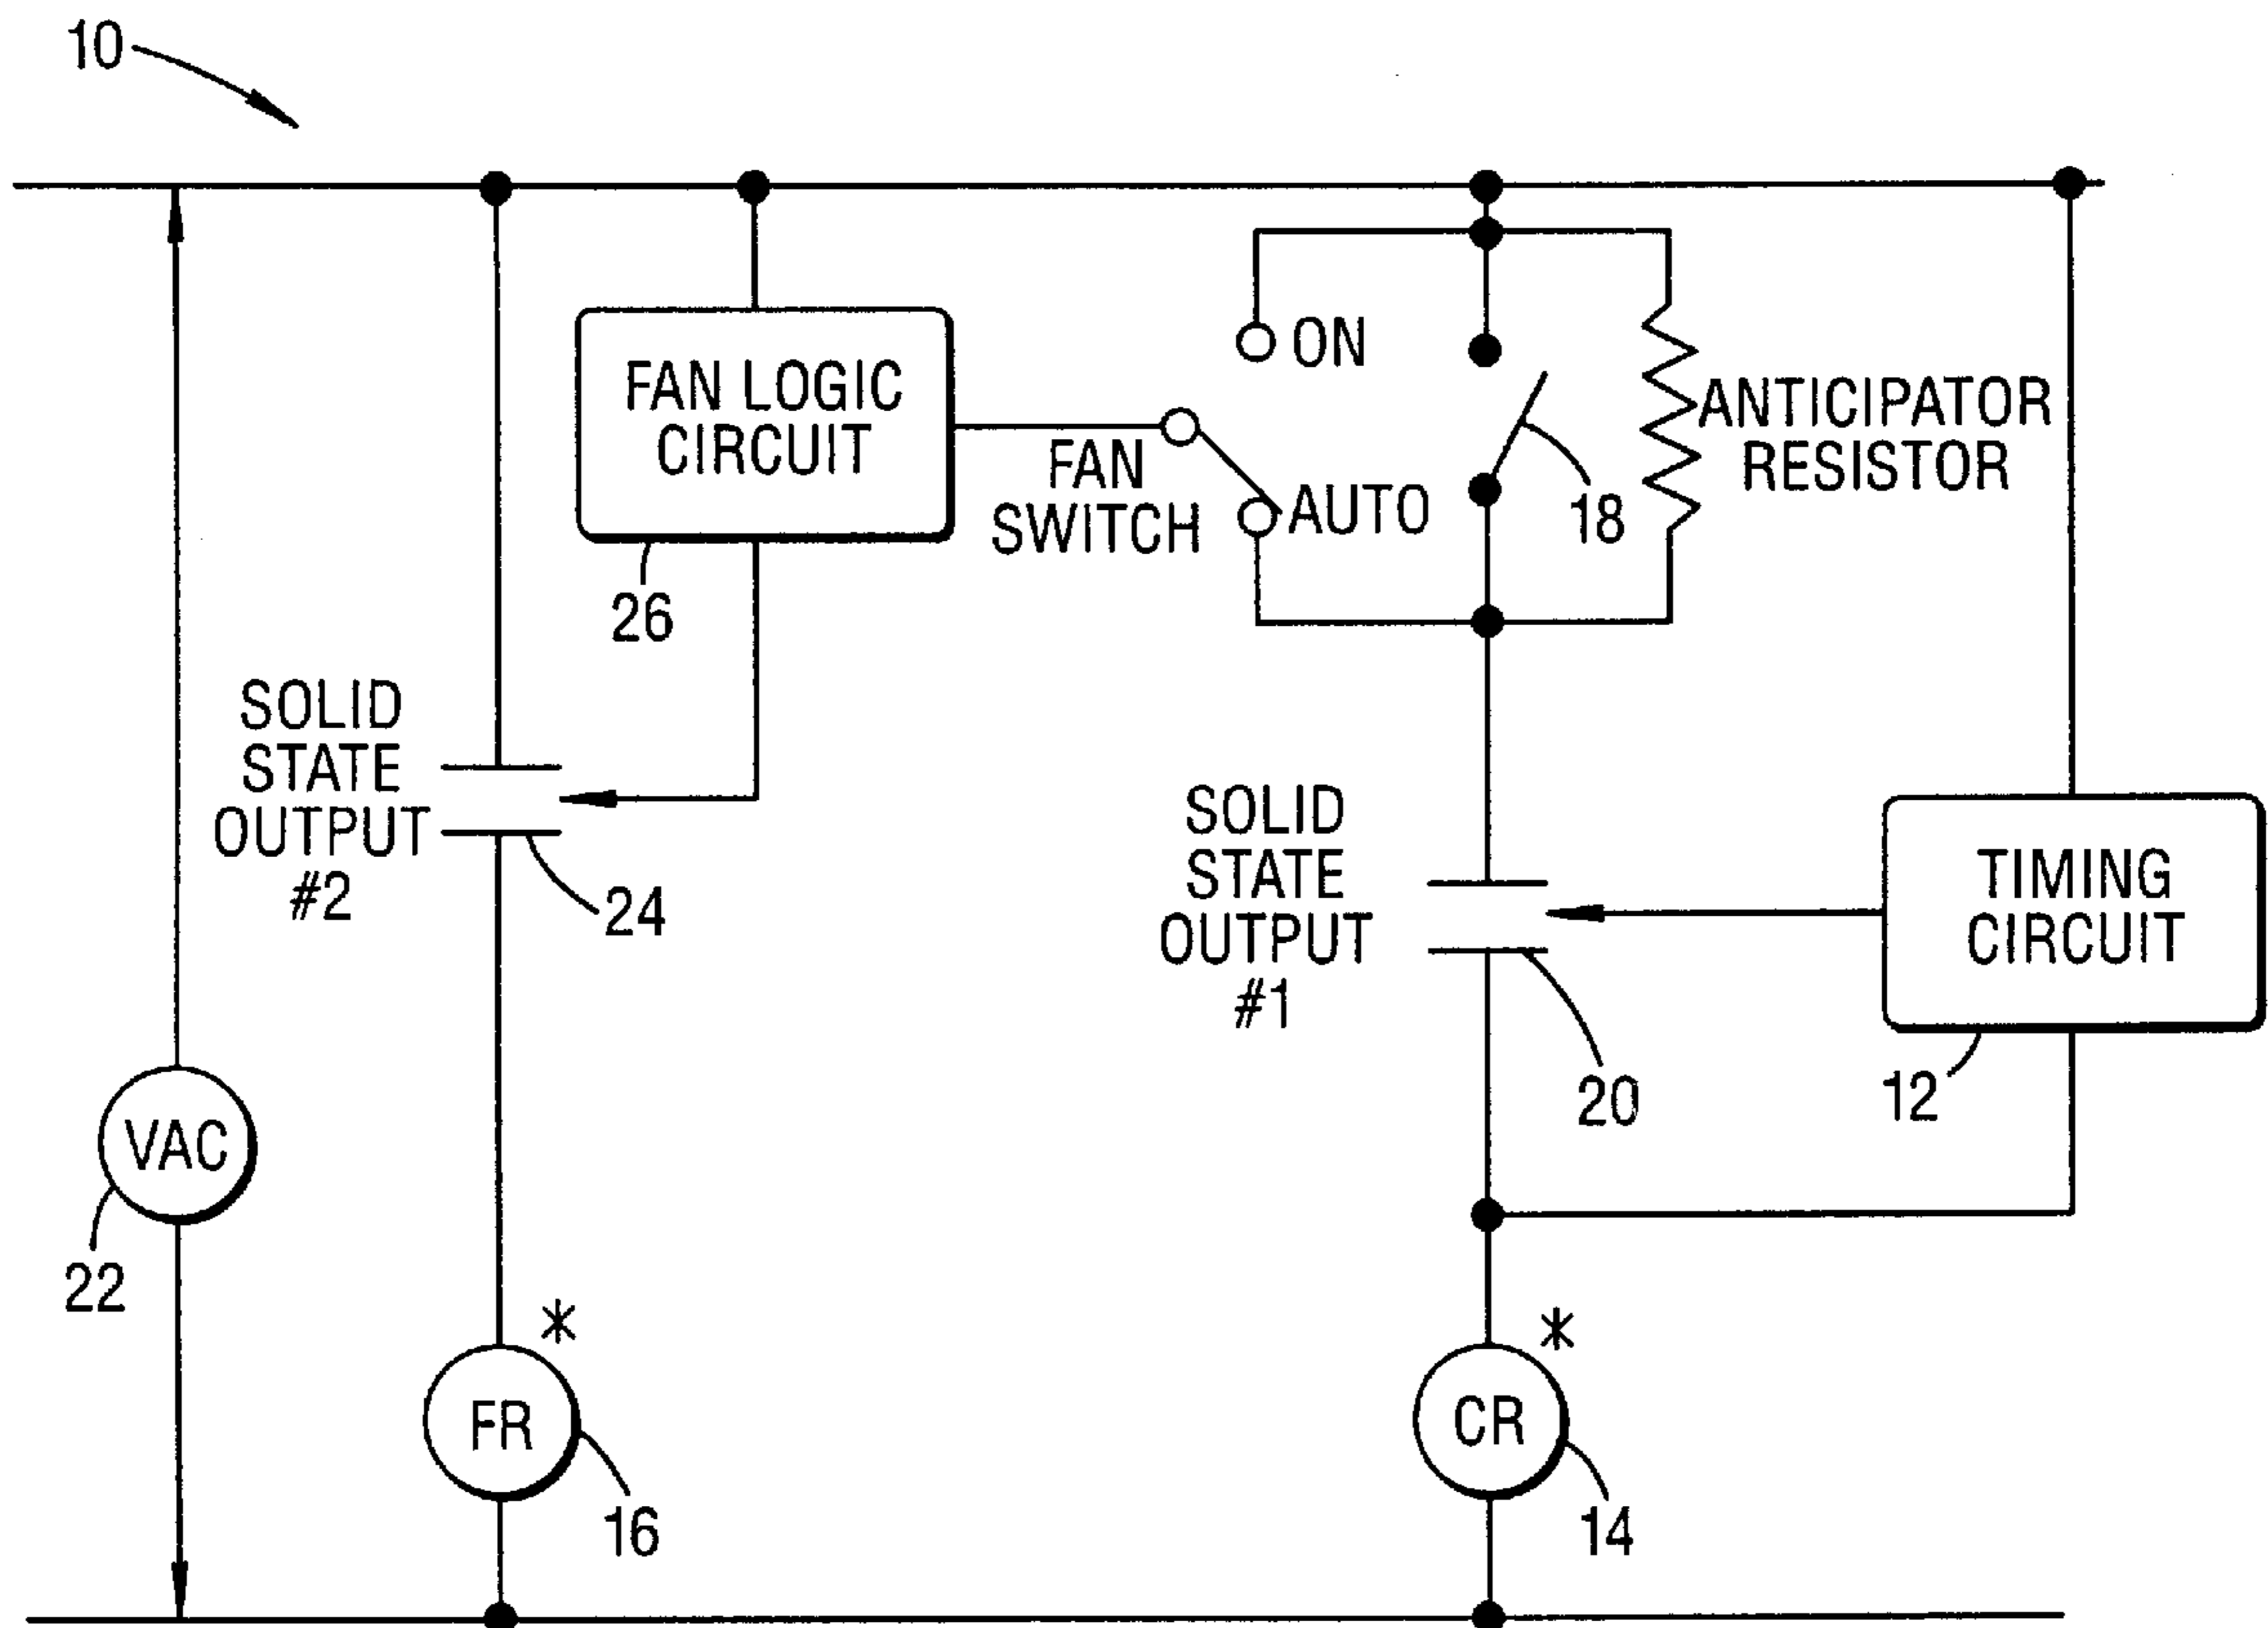 10
FAN LOGIC
CIRCUIT
26
FAN
SWITCH
ON
AUTO
18
ANTICIPATOR
RESISTOR
SOLID
STATE
OUTPUT
#2
24
SOLID
STATE
OUTPUT
#1
20
TIMING
CIRCUIT
12
VAC
22
*
FR
16
*
CR
14